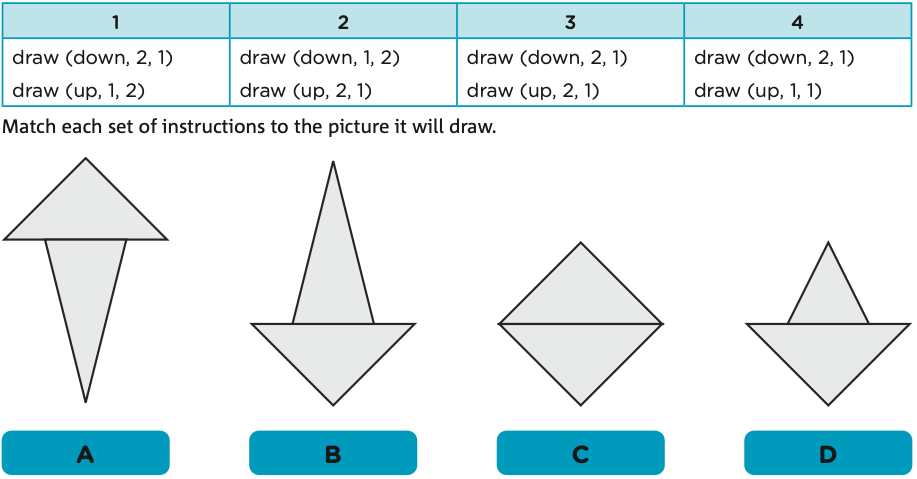 1 2 3 4
draw (down, 2, 1) draw (down, 1, 2) draw (down, 2, 1) draw (down, 2, 1)
draw (up, 1, 2) draw (up, 2, 1) draw (up, 2, 1) draw (up, 1, 1)
Match each set of instructions to the picture it will draw.
A B C D